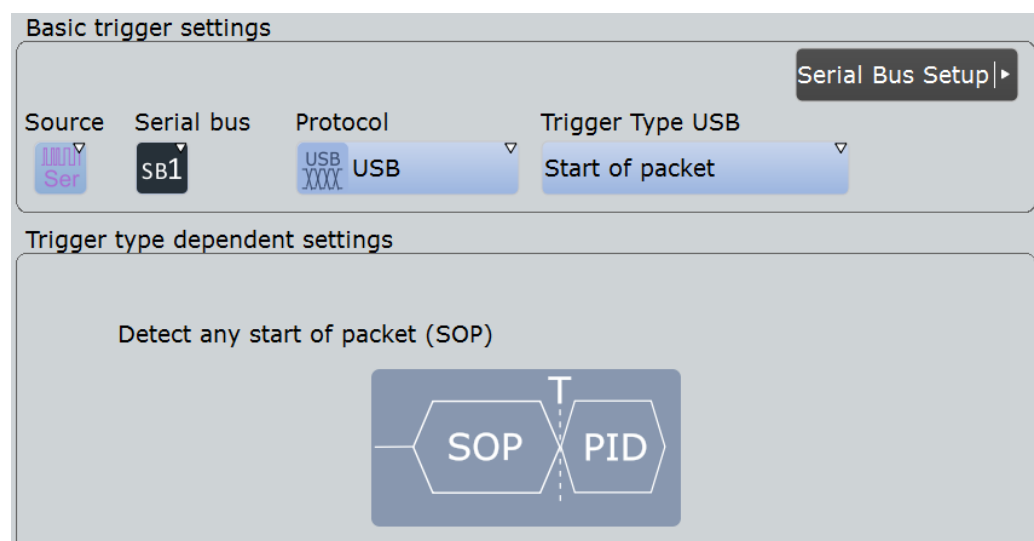 Basic trigger settings
Serial Bus Setup
Source Serial bus Protocol Trigger Type USB
Ser SB1 USB XXXX USB Start of packet
Trigger type dependent settings
Detect any start of packet (SOP)
T
SOP PID